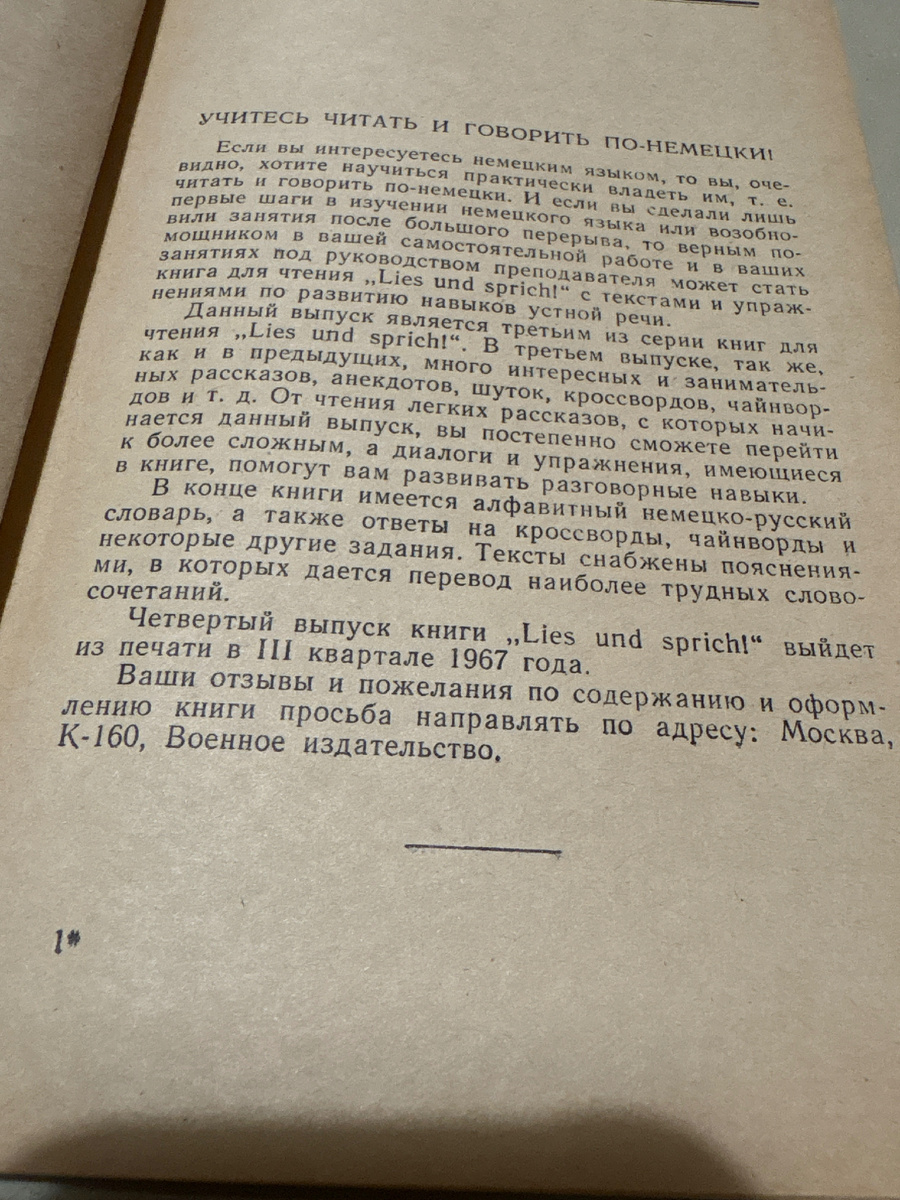 УЧИТЕСЬ ЧИТАТЬ И ГОВОРИТЬ ПО-НЕМЕЦКИ!
Если вы интересуетесь немецким языком, то вы, оче-
видно, хотите научиться практически владеть им, т. е.
читать и говорить по-немецки. И если вы сделали лишь
первые шаги в изучении немецкого языка или возобно-
вили занятия после большого перерыва, то верным по-
мощником в вашей самостоятельной работе и в ваших
занятиях под руководством преподавателя может стать
книга для чтения „Lies und sprich!“ с текстами и упраж-
нениями по развитию навыков устной речи.
Данный выпуск является третьим из серии книг для
чтения „Lies und sprich!“. В третьем выпуске, так же,
как и в предыдущих, много интересных и заниматель-
ных рассказов, анекдотов, шуток, кроссвордов, чайнвор-
дов и т. д. От чтения легких рассказов, с которых начи-
нается данный выпуск, вы постепенно сможете перейти
к более сложным, а диалоги и упражнения, имеющиеся
в книге, помогут вам развивать разговорные навыки.
В конце книги имеется алфавитный немецко-русский
словарь, а также ответы на кроссворды, чайнворды и
некоторые другие задания. Тексты снабжены пояснения-
ми, в которых дается перевод наиболее трудных слово-
сочетаний.
Четвертый выпуск книги „Lies und sprich!“ выйдет
из печати в III квартале 1967 года.
Ваши отзывы и пожелания по содержанию и оформ-
лению книги просьба направлять по адресу: Москва,
К-160, Военное издательство.
1*